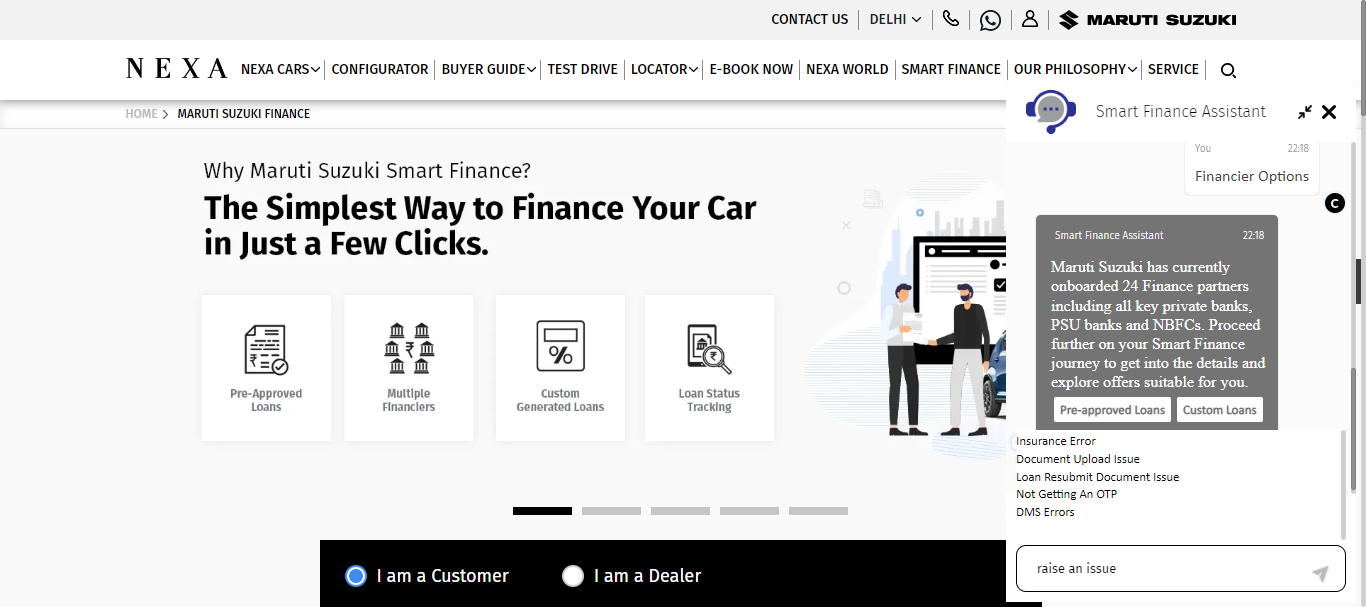 CONTACT US
DELHI
MARUTI SUZUKI
NEXA
NEXA CARS
CONFIGURATOR
BUYER GUIDE
TEST DRIVE
LOCATOR
E-BOOK NOW
NEXA WORLD
SMART FINANCE
OUR PHILOSOPHY
SERVICE
HOME
MARUTI SUZUKI FINANCE
Why Maruti Suzuki Smart Finance?
The Simplest Way to Finance Your Car
in Just a Few Clicks.
Pre-Approved
Loans
Multiple
Financiers
Custom
Generated Loans
Loan Status
Tracking
I am a Customer
I am a Dealer
Smart Finance Assistant
You 22:18
Financier Options
C
Smart Finance Assistant 22:18
Maruti Suzuki has currently
onboarded 24 Finance partners
including all key private banks,
PSU banks and NBFCs. Proceed
further on your Smart Finance
journey to get into the details and
explore offers suitable for you.
Pre-approved Loans
Custom Loans
Insurance Error
Document Upload Issue
Loan Resubmit Document Issue
Not Getting An OTP
DMS Errors
raise an issue